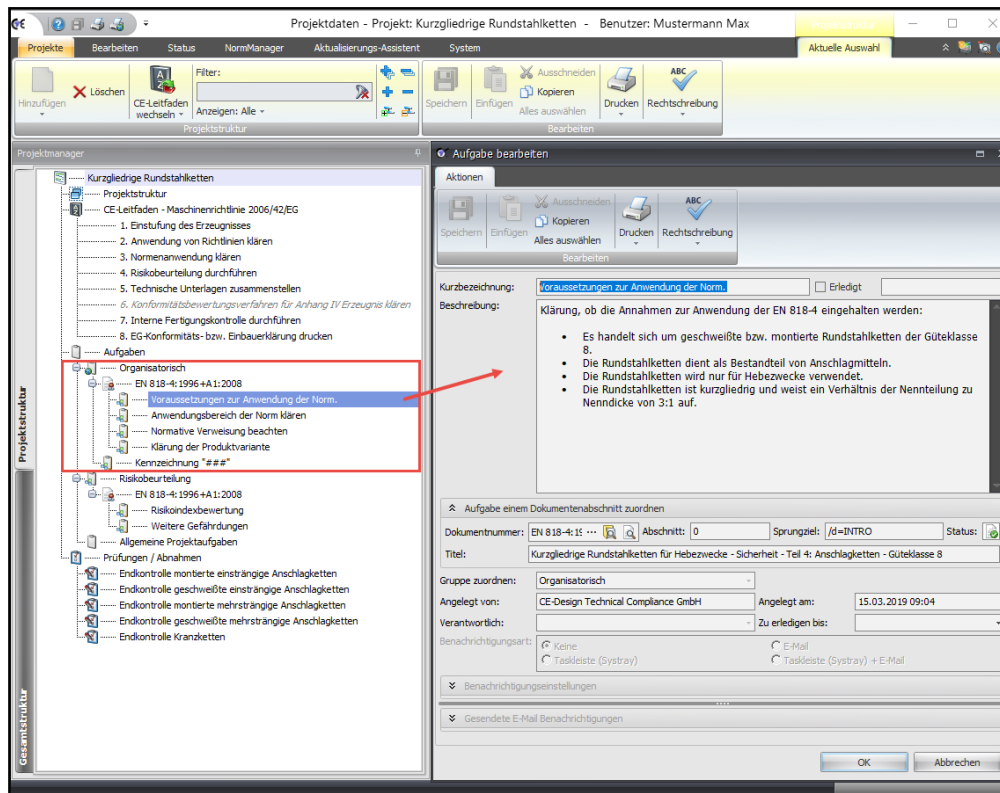 Projektdaten - Projekt: Kurzgliedrige Rundstahlketten - Benutzer: Mustermann Max
Projekte Bearbeiten Status NormManager Aktualisierungs-Assistent System Aktuelle Auswahl
Hinzufügen
Löschen
CE-Leitfaden wechseln
Filter:
Anzeigen: Alle
Projektstruktur
Speichern
Einfügen
Ausschneiden
Kopieren
Alles auswählen
Drucken
ABC
Rechtschreibung
Bearbeiten
Projektmanager
Projektstruktur
Gesamtstruktur
Kurzgliedrige Rundstahlketten
Projektstruktur
CE-Leitfaden - Maschinenrichtlinie 2006/42/EG
1. Einstufung des Erzeugnisses
2. Anwendung von Richtlinien klären
3. Normenanwendung klären
4. Risikobeurteilung durchführen
5. Technische Unterlagen zusammenstellen
6. Konformitätsbewertungsverfahren für Anhang IV Erzeugnis klären
7. Interne Fertigungskontrolle durchführen
8. EG-Konformitäts- bzw. Einbauerklärung drucken
Aufgaben
Organisatorisch
EN 818-4:1996+A1:2008
Voraussetzungen zur Anwendung der Norm.
Anwendungsbereich der Norm klären
Normative Verweisung beachten
Klärung der Produktvariante
Kennzeichnung "###"
Risikobeurteilung
EN 818-4:1996+A1:2008
Risikoindexbewertung
Weitere Gefährdungen
Allgemeine Projektaufgaben
Prüfungen / Abnahmen
Endkontrolle montierte einsträngige Anschlagketten
Endkontrolle geschweißte einsträngige Anschlagketten
Endkontrolle montierte mehrsträngige Anschlagketten
Endkontrolle geschweißte mehrsträngige Anschlagketten
Endkontrolle Kranzketten
Aufgabe bearbeiten
Aktionen
Speichern
Einfügen
Ausschneiden
Kopieren
Alles auswählen
Drucken
ABC
Rechtschreibung
Bearbeiten
Kurzbezeichnung: Voraussetzungen zur Anwendung der Norm. Erledigt
Beschreibung:
Klärung, ob die Annahmen zur Anwendung der EN 818-4 eingehalten werden:
• Es handelt sich um geschweißte bzw. montierte Rundstahlketten der Güteklasse
8.
• Die Rundstahlketten dient als Bestandteil von Anschlagmitteln.
• Die Rundstahlketten wird nur für Hebezwecke verwendet.
• Die Rundstahlketten ist kurzgliedrig und weist ein Verhältnis der Nennteilung zu
Nenndicke von 3:1 auf.
Aufgabe einem Dokumentenabschnitt zuordnen
Dokumentnummer: EN 818-4:19 ··· Abschnitt: 0 Sprungziel: /d=INTRO Status:
Titel: Kurzgliedrige Rundstahlketten für Hebezwecke - Sicherheit - Teil 4: Anschlagketten - Güteklasse 8
Gruppe zuordnen: Organisatorisch
Angelegt von: CE-Design Technical Compliance GmbH Angelegt am: 15.03.2019 09:04
Verantwortlich: Zu erledigen bis:
Benachrichtigungsart: Keine E-Mail
Taskleiste (Systray) Taskleiste (Systray) + E-Mail
Benachrichtigungseinstellungen
Gesendete E-Mail Benachrichtigungen
OK Abbrechen